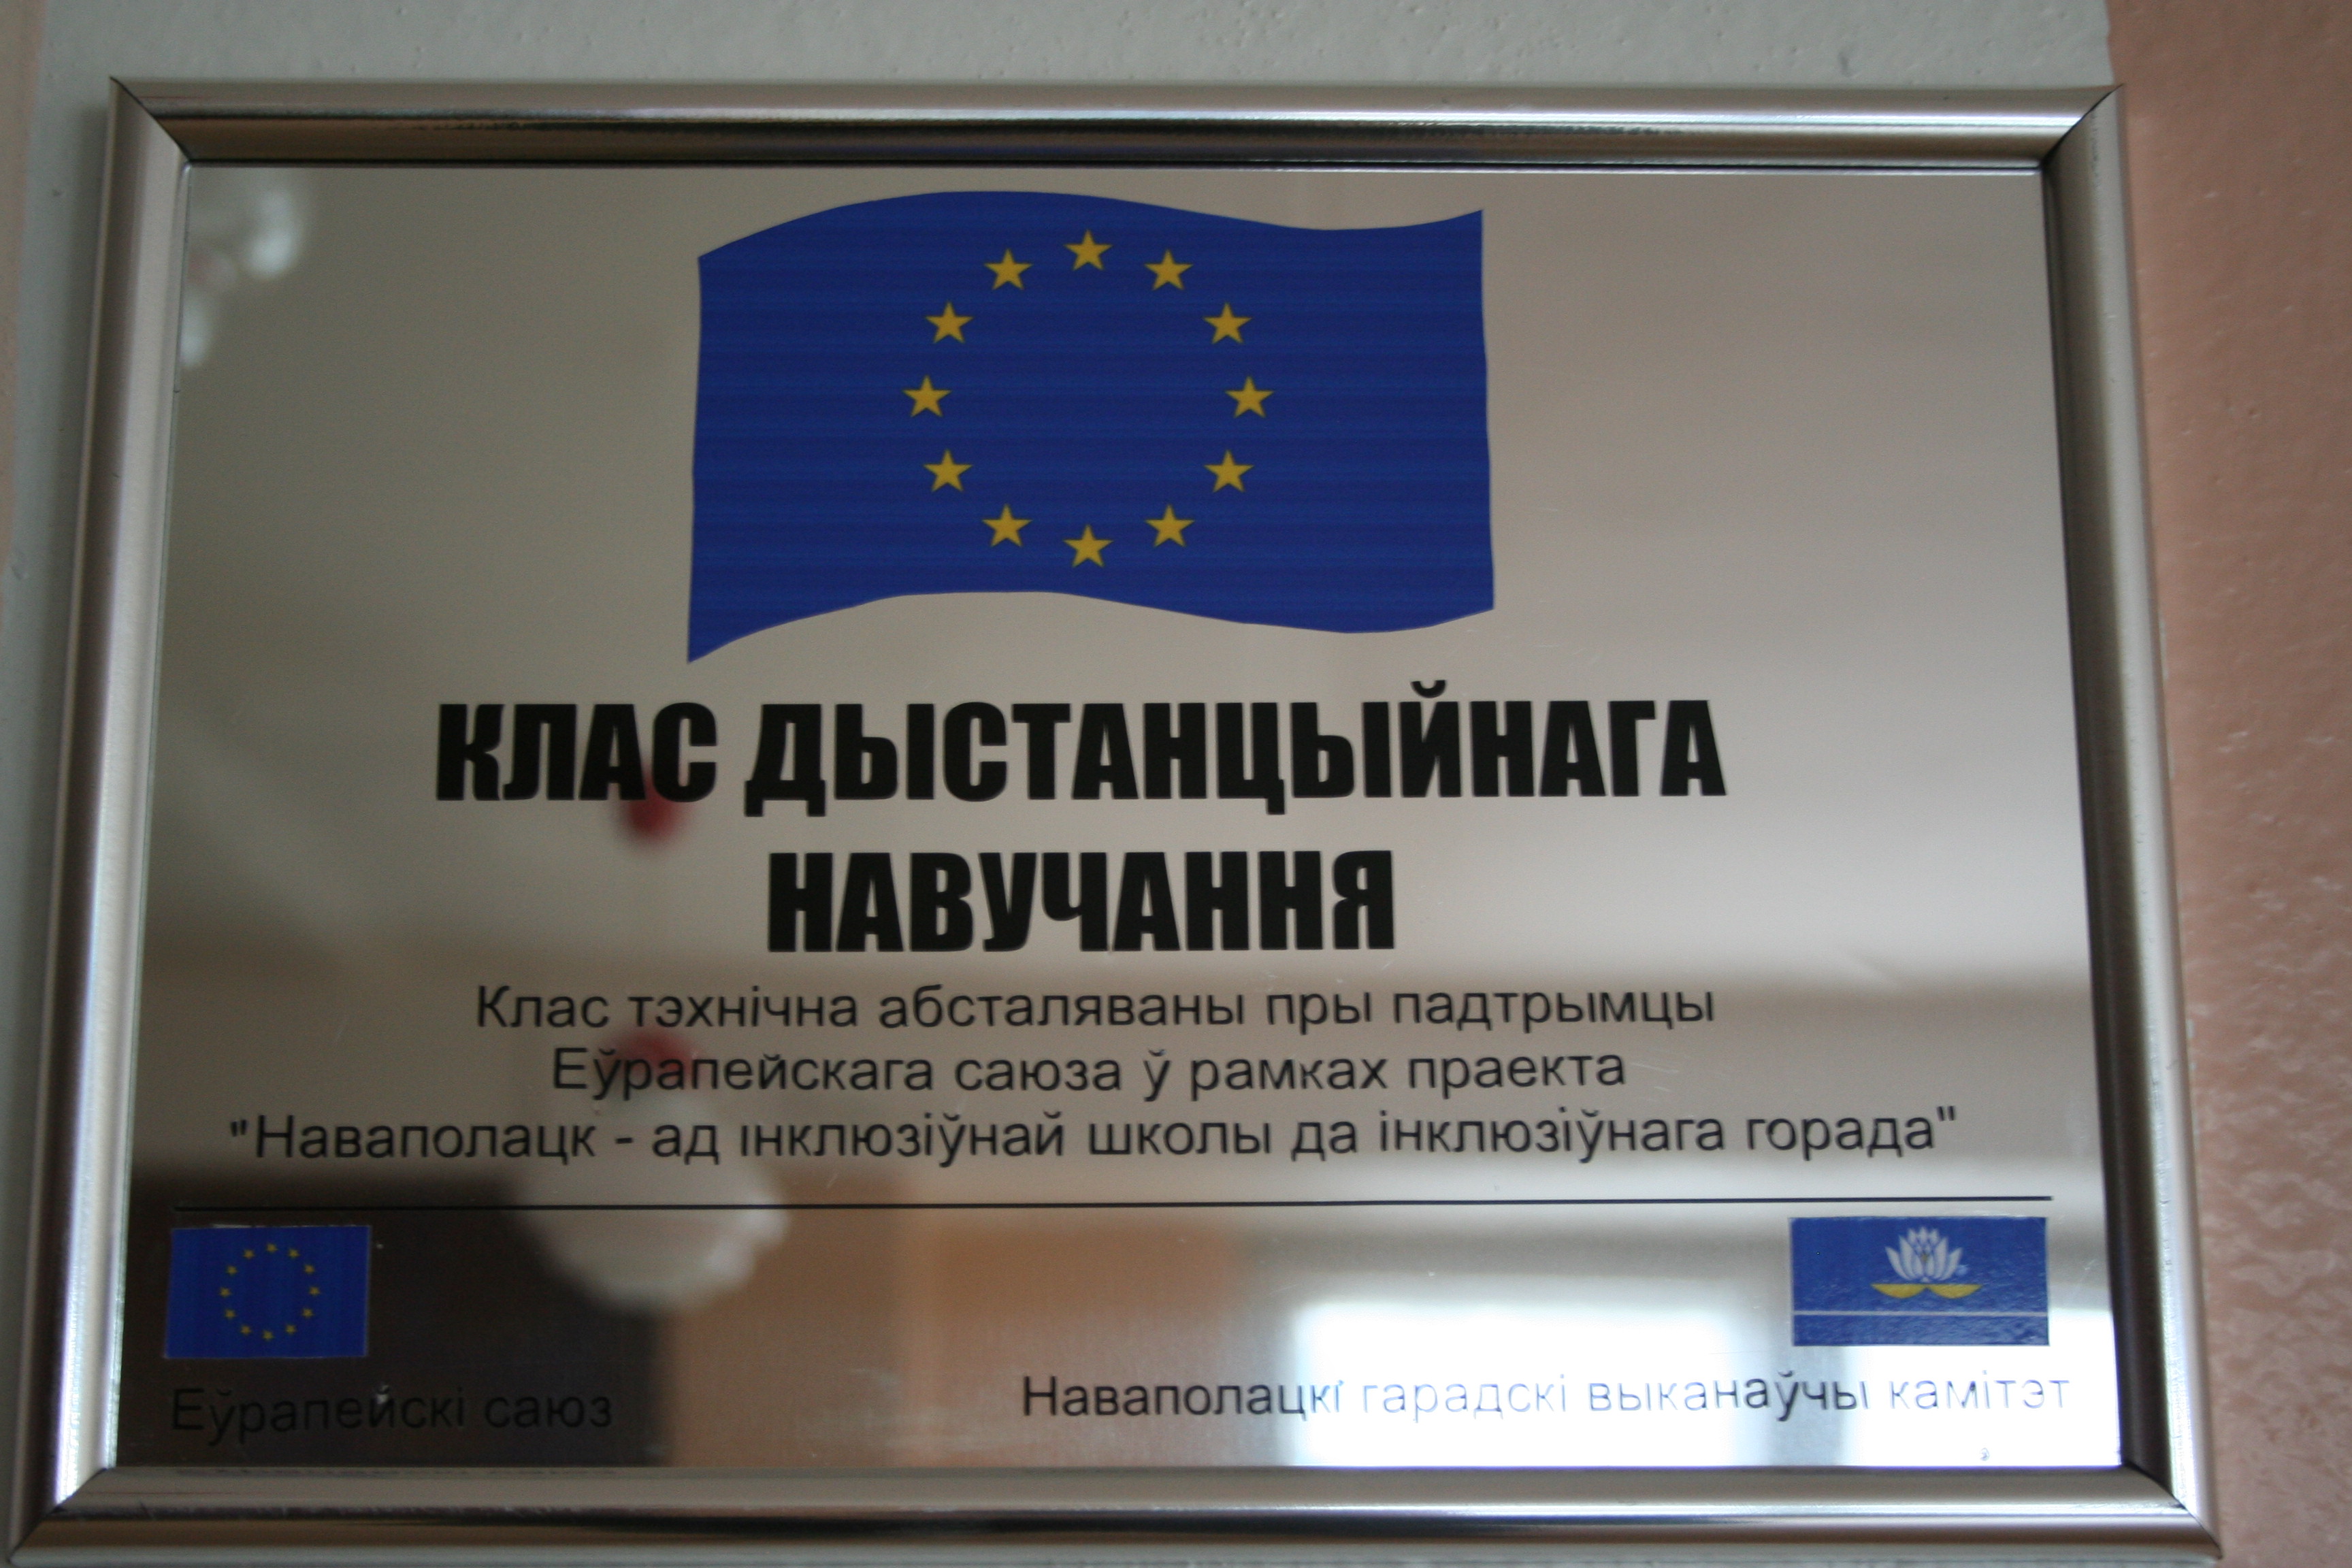 КЛАС ДЫСТАНЦЫЙНАГА
НАВУЧАННЯ
Клас тэхнічна абсталяваны пры падтрымцы
Еўрапейскага саюза ў рамках праекта
"Наваполацк - ад інклюзіўнай школы да інклюзіўнага горада"
Еўрапейскі саюз
Наваполацкі гарадскі выканаўчы камітэт